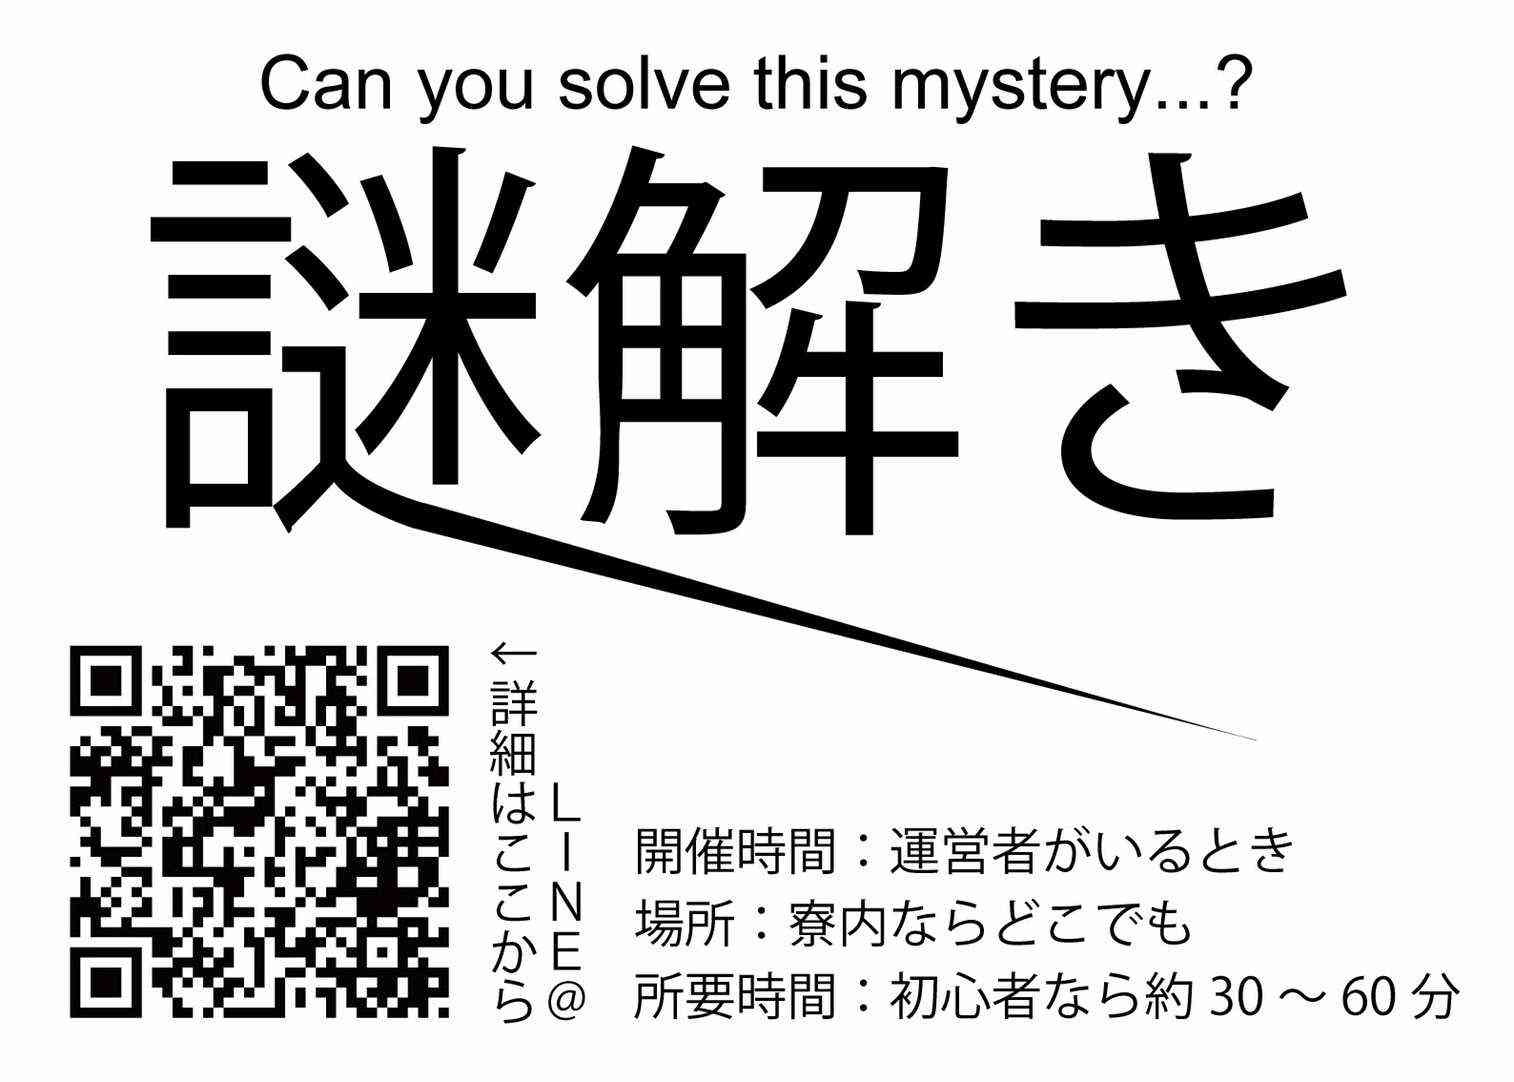 Can you solve this mystery...?
謎解き
←詳細はここから
LINE@
開催時間：運営者がいるとき
場所：寮内ならどこでも
所要時間：初心者なら約 30 〜 60 分